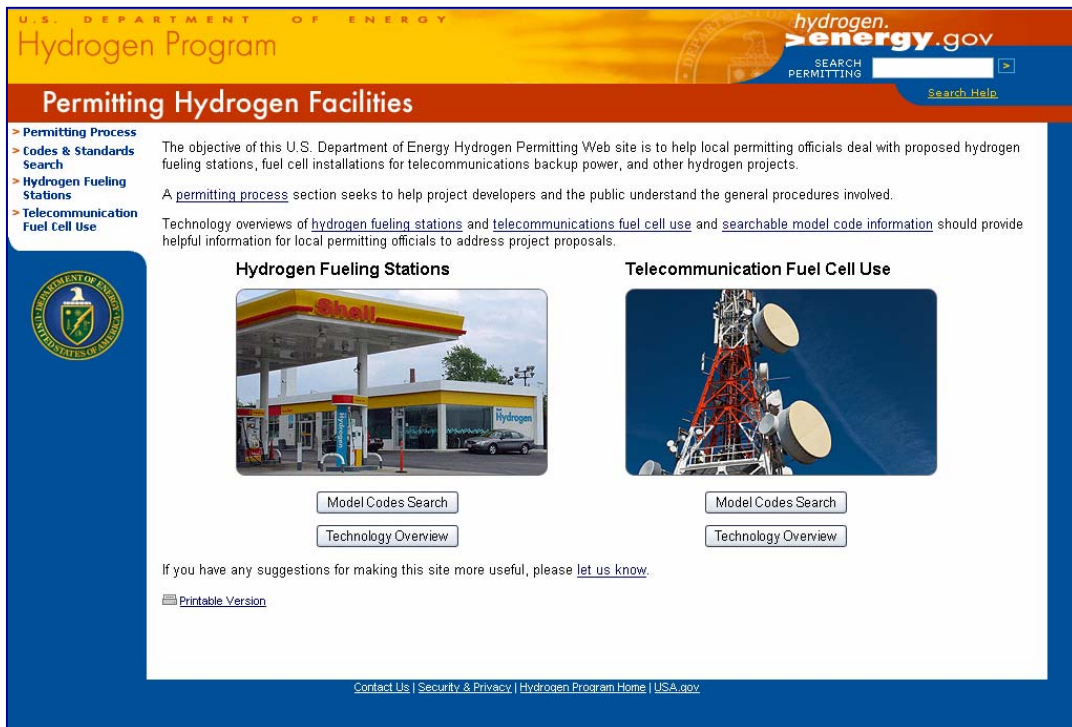 U.S. DEPARTMENT OF ENERGY
Hydrogen Program
hydrogen.
>energy.gov
SEARCH
PERMITTING
>
Search Help
Permitting Hydrogen Facilities
> Permitting Process
> Codes & Standards
Search
> Hydrogen Fueling
Stations
> Telecommunication
Fuel Cell Use
The objective of this U.S. Department of Energy Hydrogen Permitting Web site is to help local permitting officials deal with proposed hydrogen
fueling stations, fuel cell installations for telecommunications backup power, and other hydrogen projects.
A permitting process section seeks to help project developers and the public understand the general procedures involved.
Technology overviews of hydrogen fueling stations and telecommunications fuel cell use and searchable model code information should provide
helpful information for local permitting officials to address project proposals.
Hydrogen Fueling Stations
Telecommunication Fuel Cell Use
Shell
Hydrogen
Hydrogen
DEPARTMENT OF ENERGY
UNITED STATES OF AMERICA
Model Codes Search
Model Codes Search
Technology Overview
Technology Overview
If you have any suggestions for making this site more useful, please let us know.
Printable Version
Contact Us | Security & Privacy | Hydrogen Program Home | USA.gov